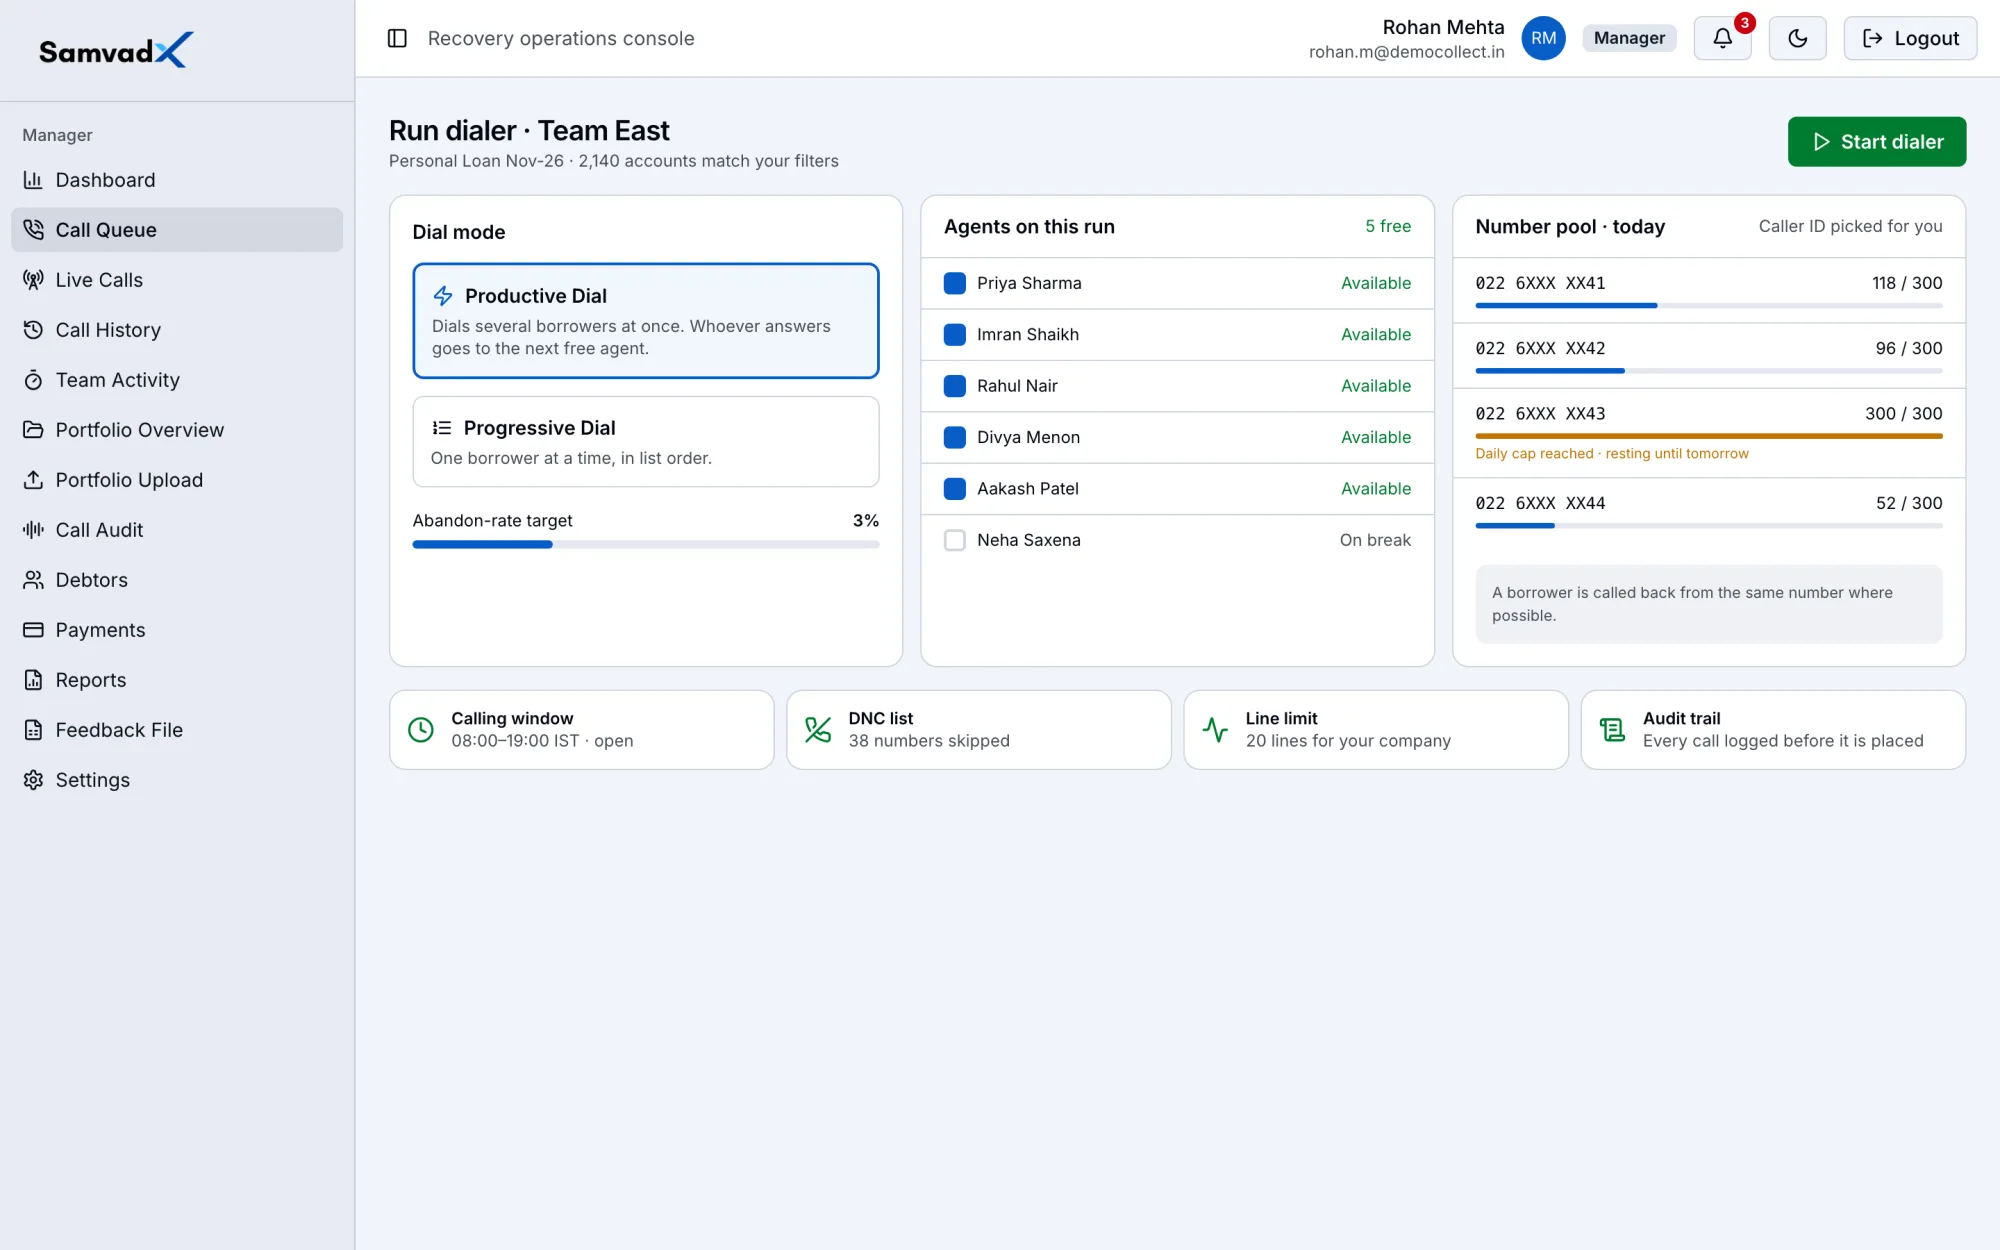 SamvadX
Manager
Dashboard
Call Queue
Live Calls
Call History
Team Activity
Portfolio Overview
Portfolio Upload
Call Audit
Debtors
Payments
Reports
Feedback File
Settings
Recovery operations console
Rohan Mehta
rohan.m@democollect.in
RM
Manager
3
Logout
Run dialer · Team East
Personal Loan Nov-26 · 2,140 accounts match your filters
Start dialer
Dial mode
Productive Dial
Dials several borrowers at once. Whoever answers
goes to the next free agent.
Progressive Dial
One borrower at a time, in list order.
Abandon-rate target 3%
Agents on this run 5 free
Priya Sharma Available
Imran Shaikh Available
Rahul Nair Available
Divya Menon Available
Aakash Patel Available
Neha Saxena On break
Number pool · today Caller ID picked for you
022 6XXX XX41 118 / 300
022 6XXX XX42 96 / 300
022 6XXX XX43 300 / 300
Daily cap reached · resting until tomorrow
022 6XXX XX44 52 / 300
A borrower is called back from the same number where
possible.
Calling window
08:00–19:00 IST · open
DNC list
38 numbers skipped
Line limit
20 lines for your company
Audit trail
Every call logged before it is placed